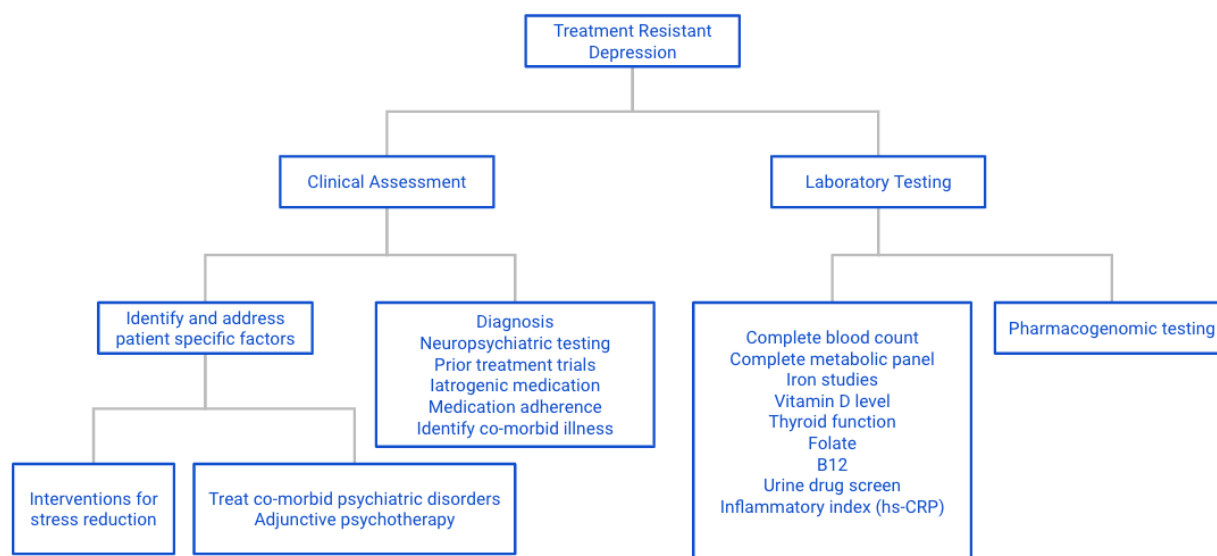 Treatment Resistant
Depression
Clinical Assessment
Laboratory Testing
Identify and address
patient specific factors
Diagnosis
Neuropsychiatric testing
Prior treatment trials
Iatrogenic medication
Medication adherence
Identify co-morbid illness
Complete blood count
Complete metabolic panel
Iron studies
Vitamin D level
Thyroid function
Folate
B12
Urine drug screen
Inflammatory index (hs-CRP)
Pharmacogenomic testing
Interventions for
stress reduction
Treat co-morbid psychiatric disorders
Adjunctive psychotherapy